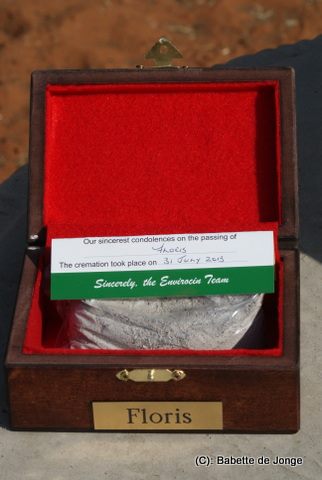 Our sincerest condolences on the passing of
Floris
The cremation took place on 31 July 2013
Sincerely, the Envirocin Team
Floris
(C): Babette de Jonge